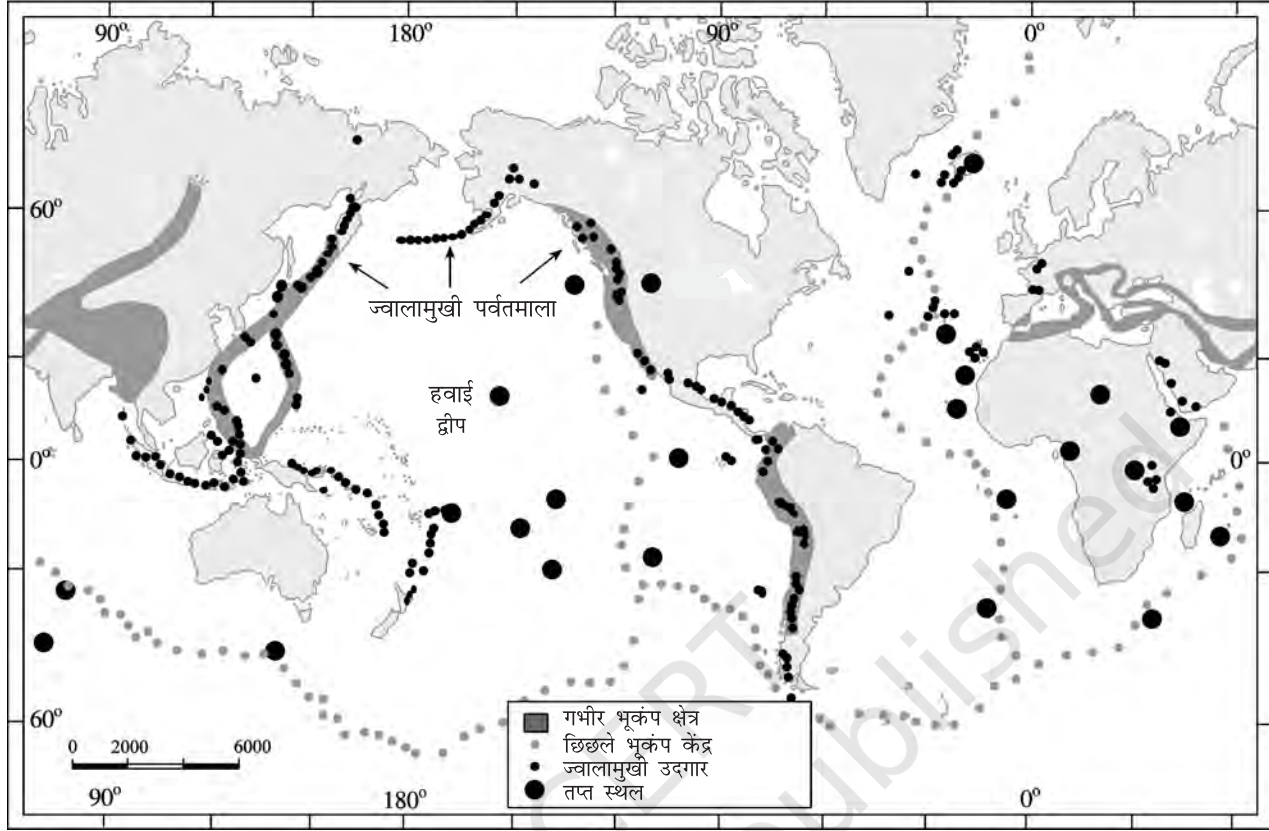 90° 180° 90° 0°
60°
ज्वालामुखी पर्वतमाला
हवाई
द्वीप
0° 0°
60°
गभीर भूकंप क्षेत्र
छिछले भूकंप केंद्र
ज्वालामुखी उदगार
तप्त स्थल
0 2000 6000
90° 180° 0°
published